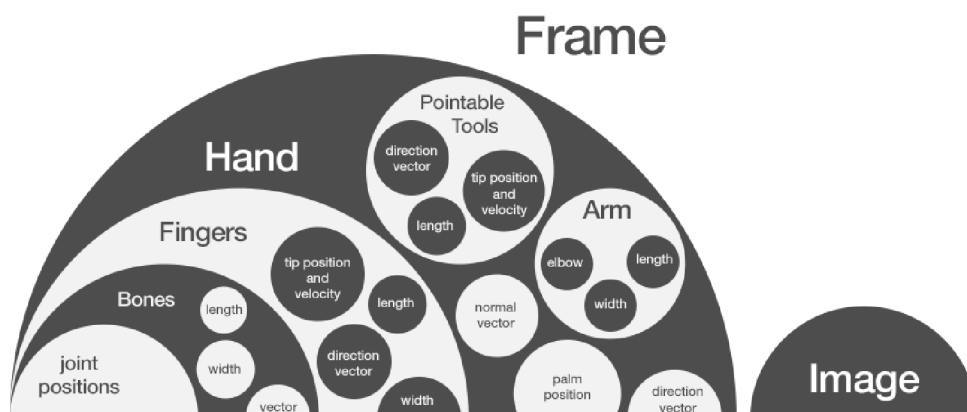 Frame
Hand
Pointable
Tools
direction
vector
tip position
and
velocity
length
Arm
elbow
length
width
Fingers
tip position
and
velocity
length
direction
vector
width
normal
vector
palm
position
direction
vector
Bones
length
width
vector
joint
positions
Image